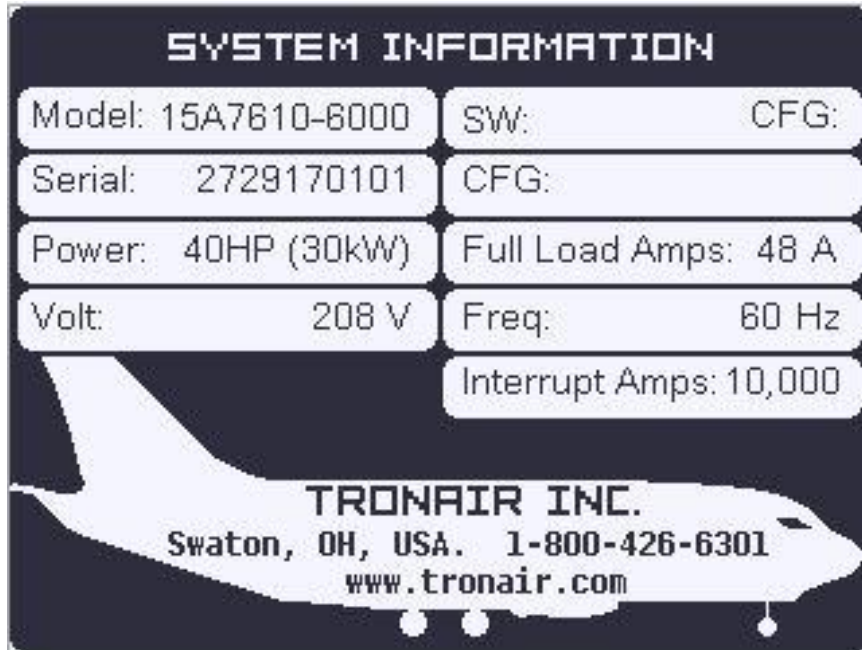 SYSTEM INFORMATION
Model: 15A7610-6000
SW: CFG:
Serial: 2729170101
CFG:
Power: 40HP (30kW)
Full Load Amps: 48 A
Volt: 208 V
Freq: 60 Hz
Interrupt Amps: 10,000
TRONAIR INC.
Swaton, OH, USA. 1-800-426-6301
www.tronair.com